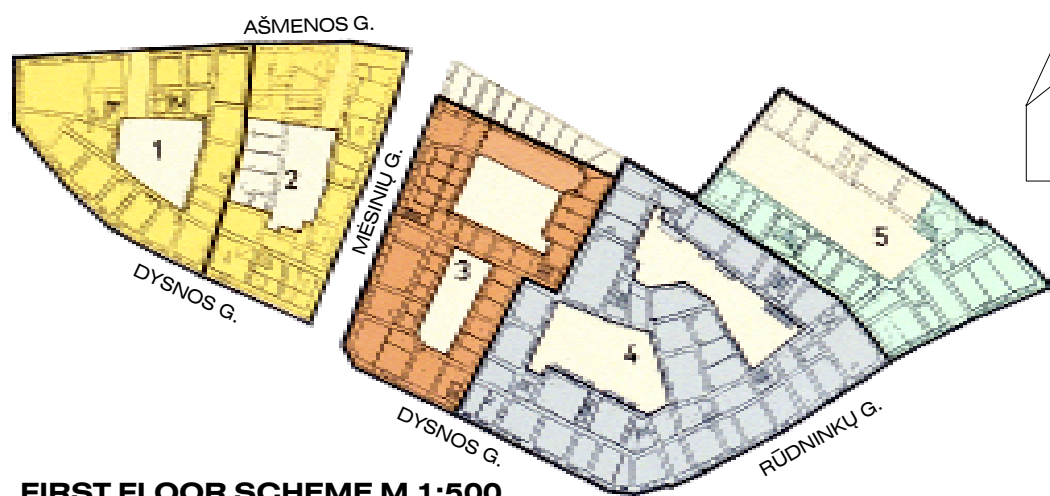 AŠMENOS G.
1
2
MĖSINIŲ G.
DYSNOS G.
3
4
5
DYSNOS G.
RŪDNINKŲ G.
FIRST FLOOR SCHEME M 1:500